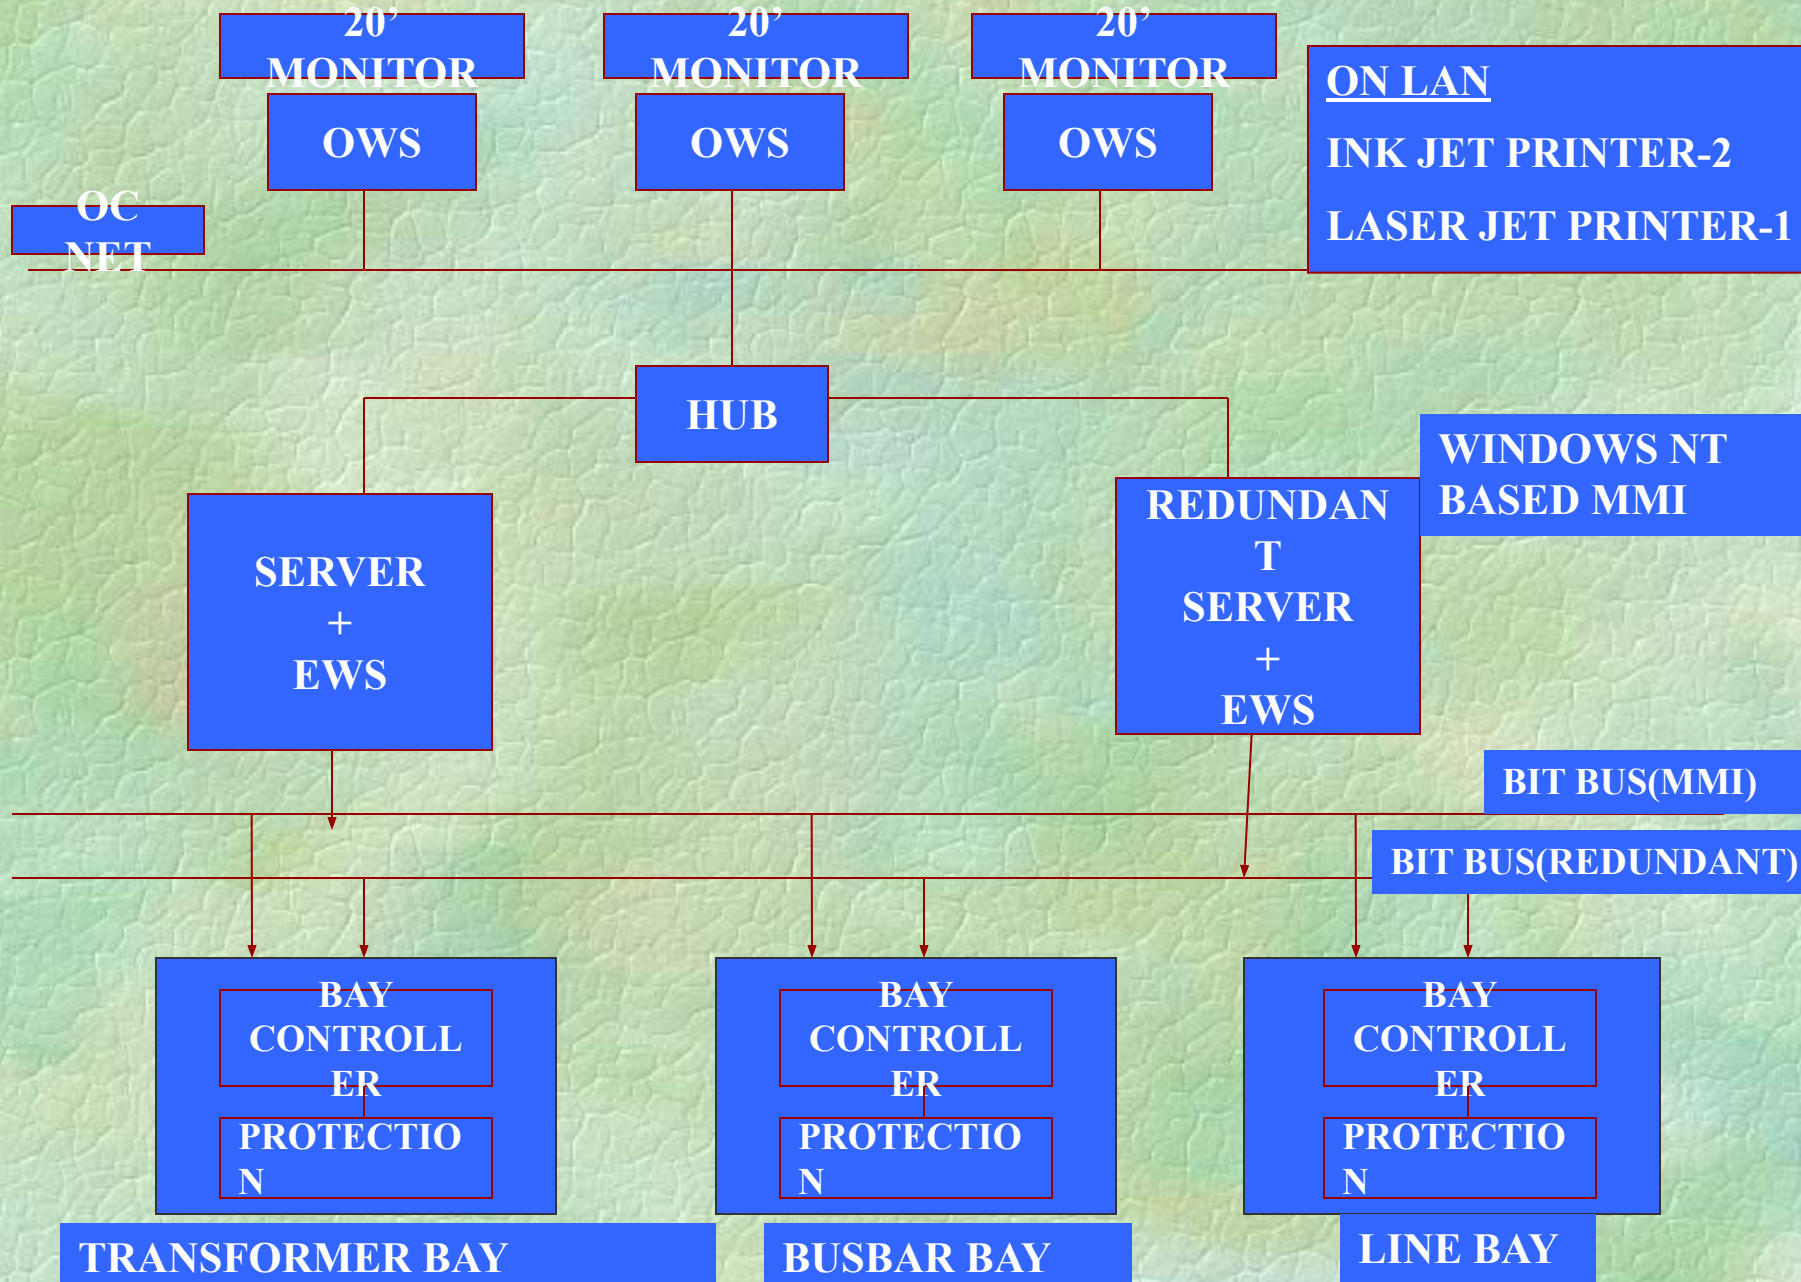 20’
MONITOR
20’
MONITOR
20’
MONITOR
OWS
OWS
OWS
ON LAN
INK JET PRINTER-2
LASER JET PRINTER-1
OC
NET
HUB
WINDOWS NT
BASED MMI
SERVER
+
EWS
REDUNDAN
T
SERVER
+
EWS
BIT BUS(MMI)
BIT BUS(REDUNDANT)
BAY
CONTROLL
ER
PROTECTIO
N
BAY
CONTROLL
ER
PROTECTIO
N
BAY
CONTROLL
ER
PROTECTIO
N
TRANSFORMER BAY
BUSBAR BAY
LINE BAY